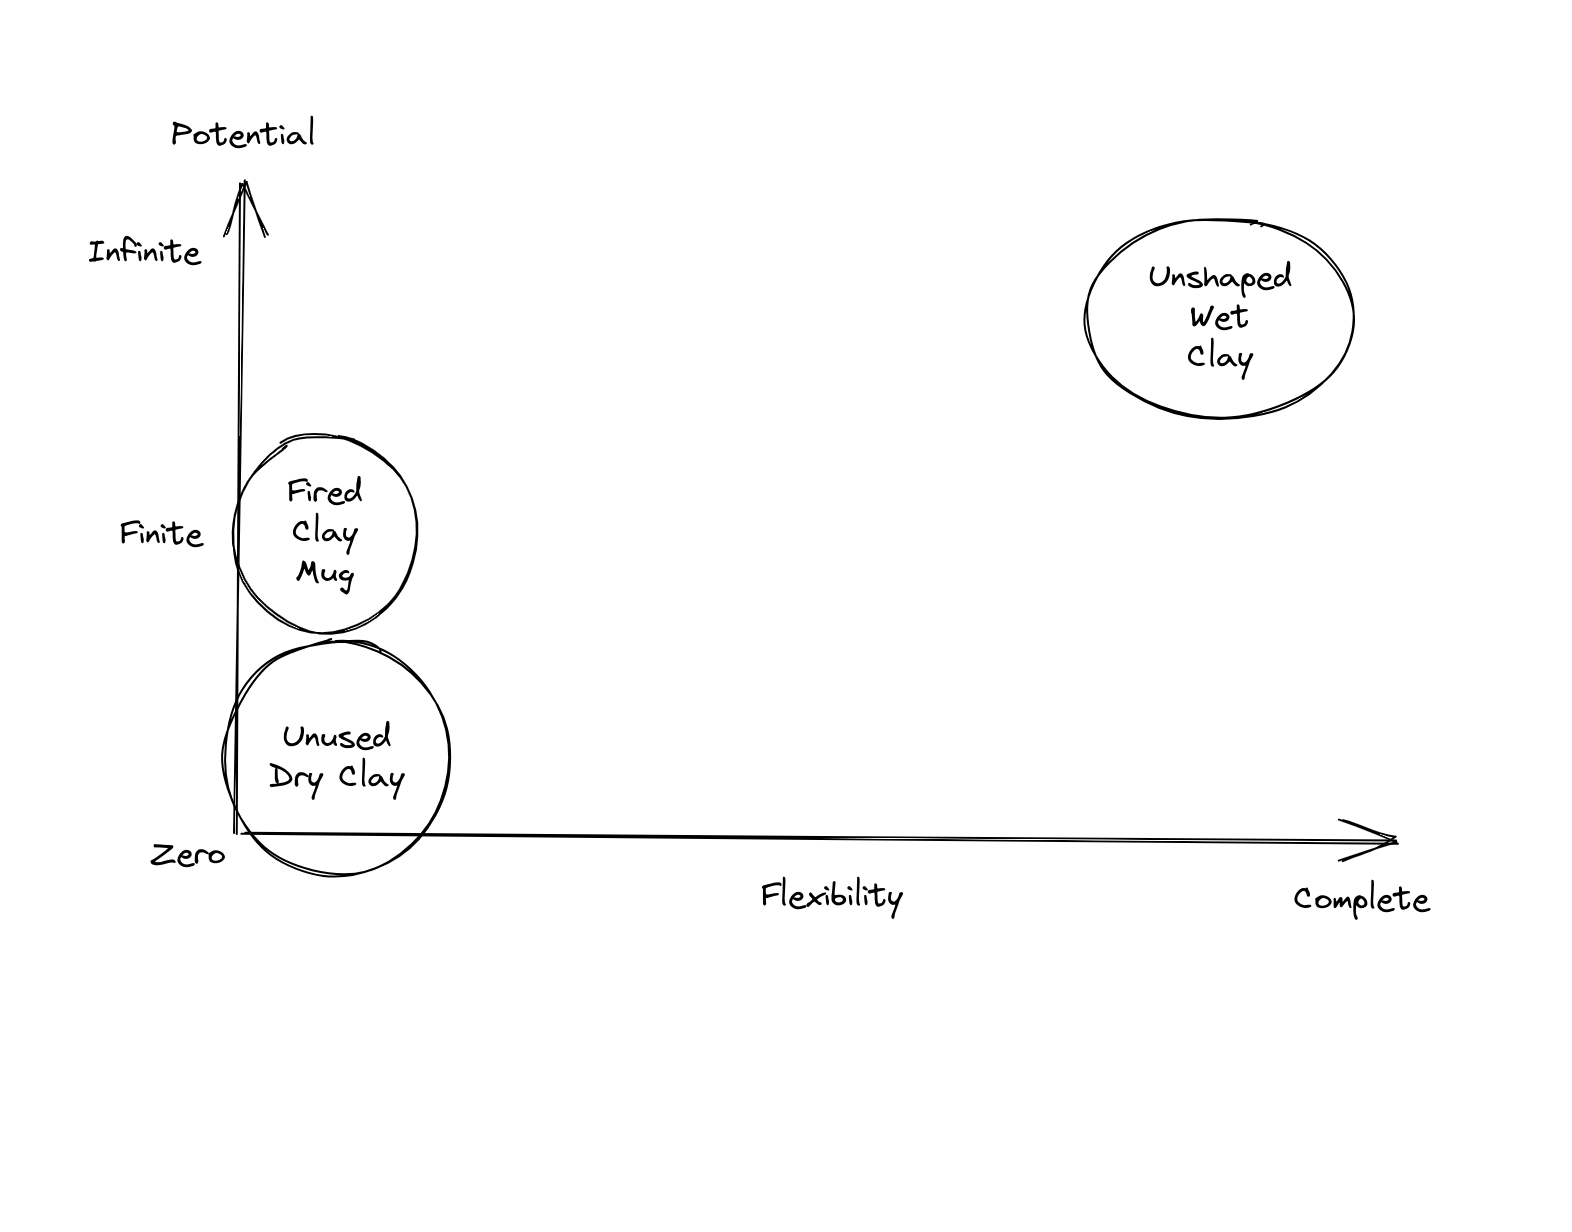 Potential
Infinite
Unshaped
Wet
Clay
Fired
Clay
Mug
Finite
Unused
Dry Clay
Zero
Flexibility
Complete